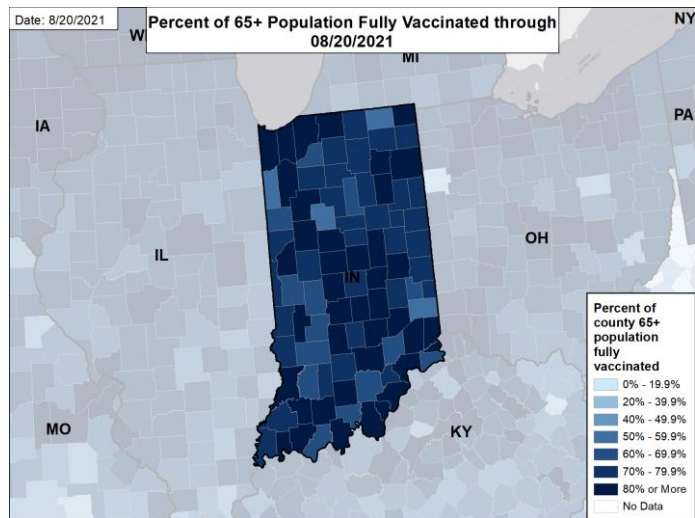 Date: 8/20/2021
Percent of 65+ Population Fully Vaccinated through
08/20/2021
WI
MI
NY
IA
PA
IL
IN
OH
MO
KY
Percent of
county 65+
population
fully
vaccinated
0% - 19.9%
20% - 39.9%
40% - 49.9%
50% - 59.9%
60% - 69.9%
70% - 79.9%
80% or More
No Data